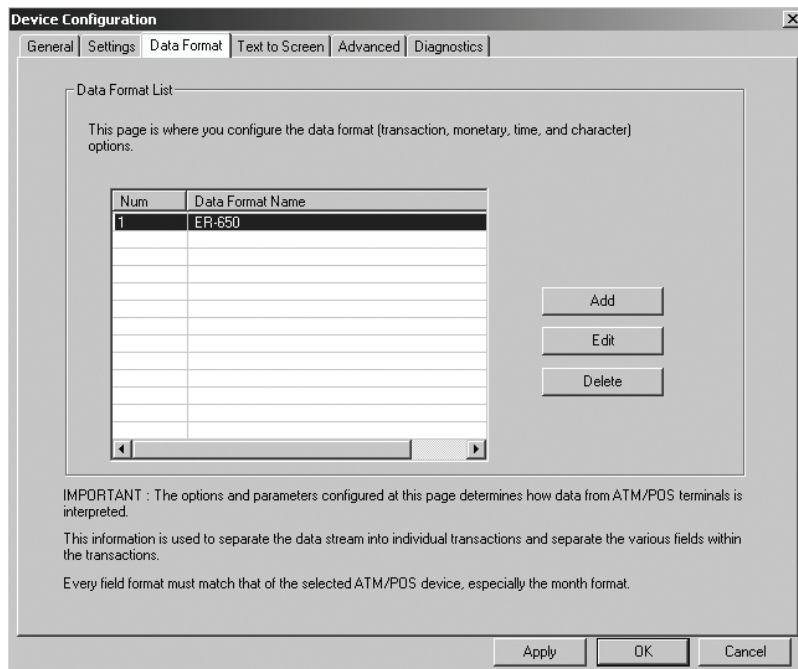 Device Configuration
General Settings Data Format Text to Screen Advanced Diagnostics
Data Format List
This page is where you configure the data format (transaction, monetary, time, and character)
options.
Num Data Format Name
1 ER-650
Add
Edit
Delete
IMPORTANT : The options and parameters configured at this page determines how data from ATM/POS terminals is
interpreted.
This information is used to separate the data stream into individual transactions and separate the various fields within
the transactions.
Every field format must match that of the selected ATM/POS device, especially the month format.
Apply OK Cancel